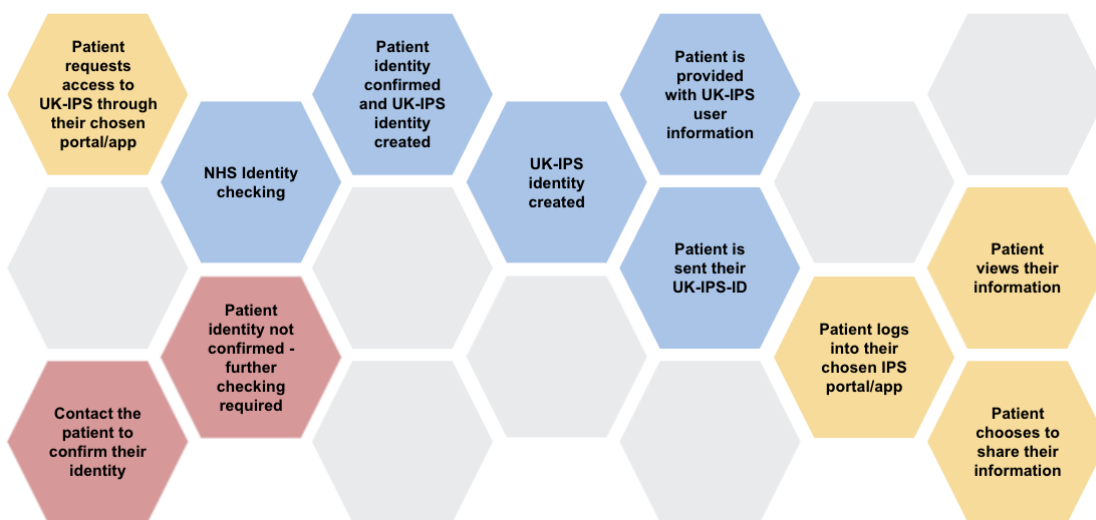 Patient
requests
access to
UK-IPS through
their chosen
portal/app
NHS Identity
checking
Patient
identity
confirmed
and UK-IPS
identity
created
UK-IPS
identity
created
Patient is
provided
with UK-IPS
user
information
Patient is
sent their
UK-IPS-ID
Patient
identity not
confirmed -
further
checking
required
Contact the
patient to
confirm their
identity
Patient logs
into their
chosen IPS
portal/app
Patient
views their
information
Patient
chooses to
share their
information